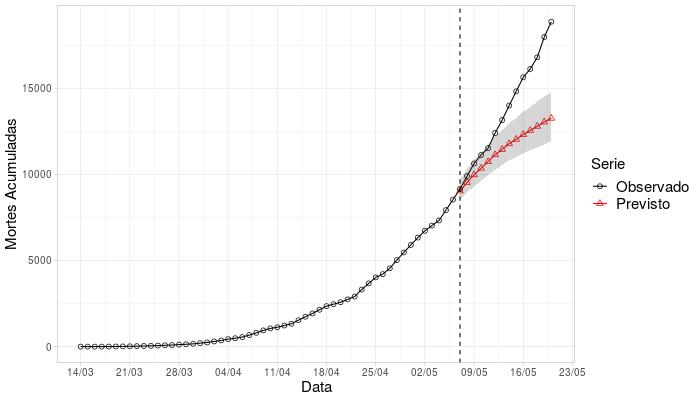 Mortes Acumuladas
15000
10000
5000
0
14/03 21/03 28/03 04/04 11/04 18/04 25/04 02/05 09/05 16/05 23/05
Data
Serie
Observado
Previsto